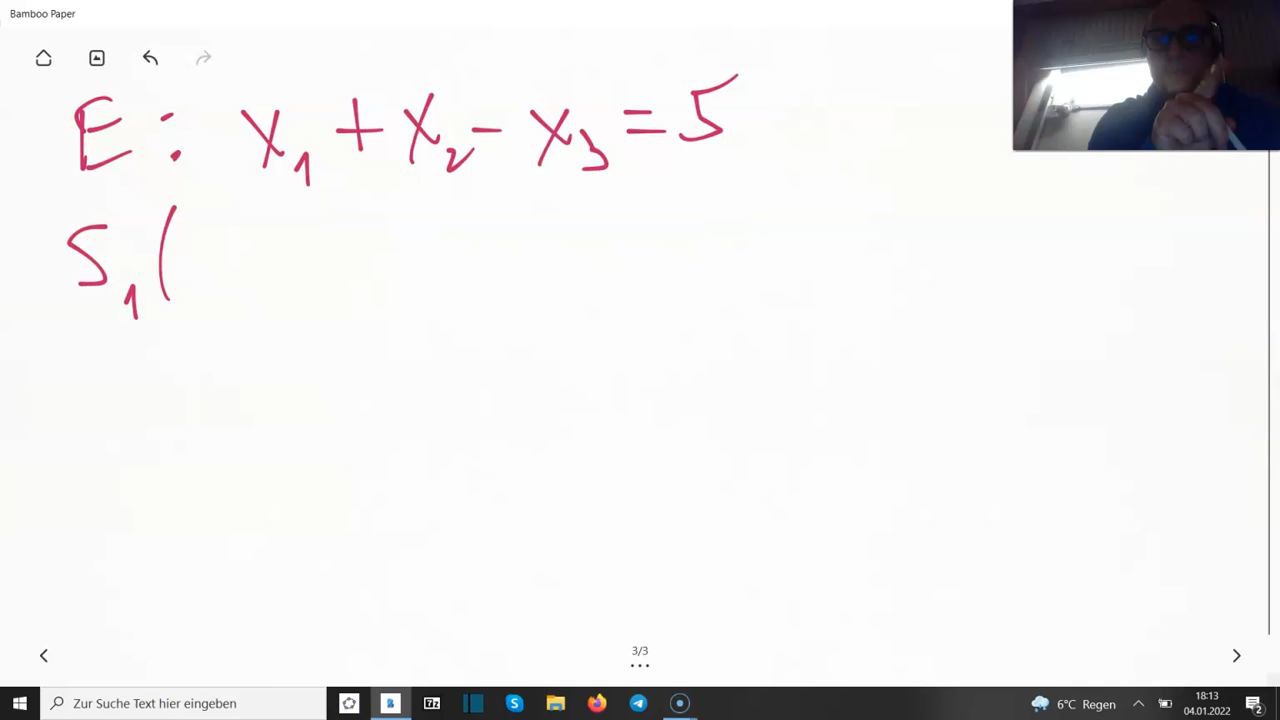 Bamboo Paper
E: x₁ + x₂ - x₃ = 5
S₁(
3/3
Zur Suche Text hier eingeben
6°C Regen
18:13
04.01.2022
2